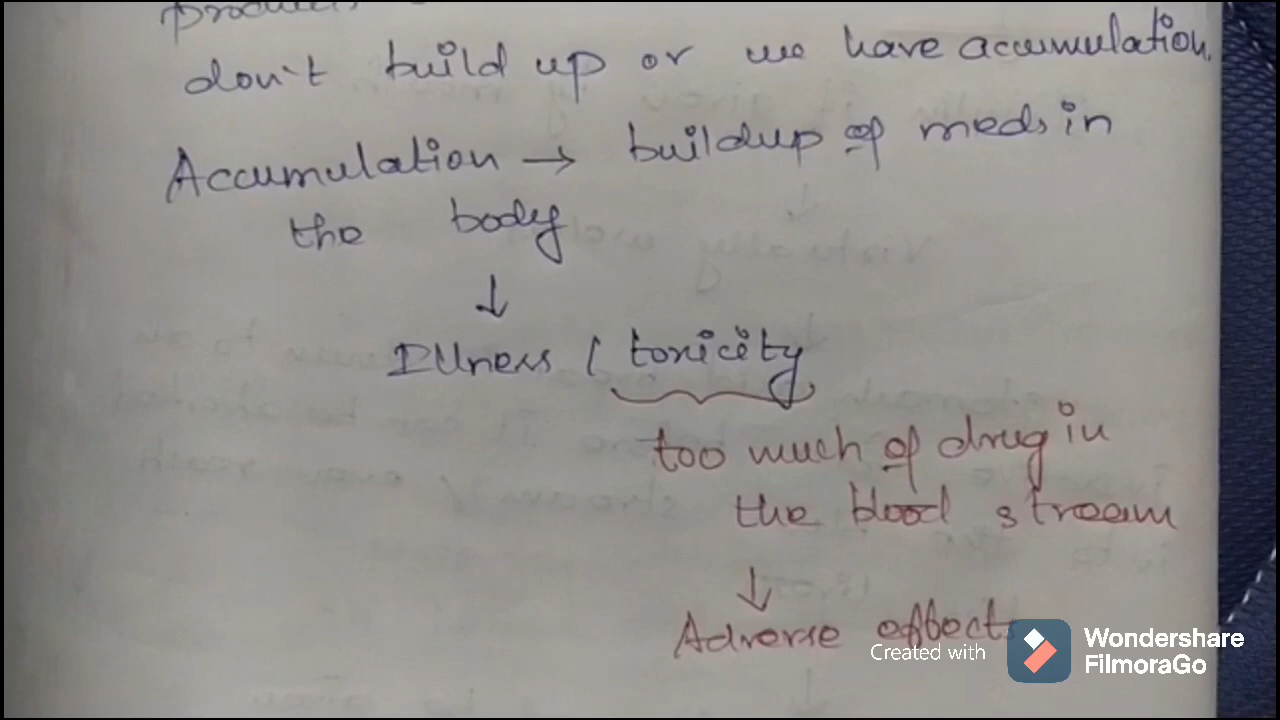 don't build up or we have accumulation.
Accumulation → buildup of meds in
the body
↓
Illness / toxicity
too much of drug in
the blood stream
↓
Adverse effects
Created with Wondershare FilmoraGo